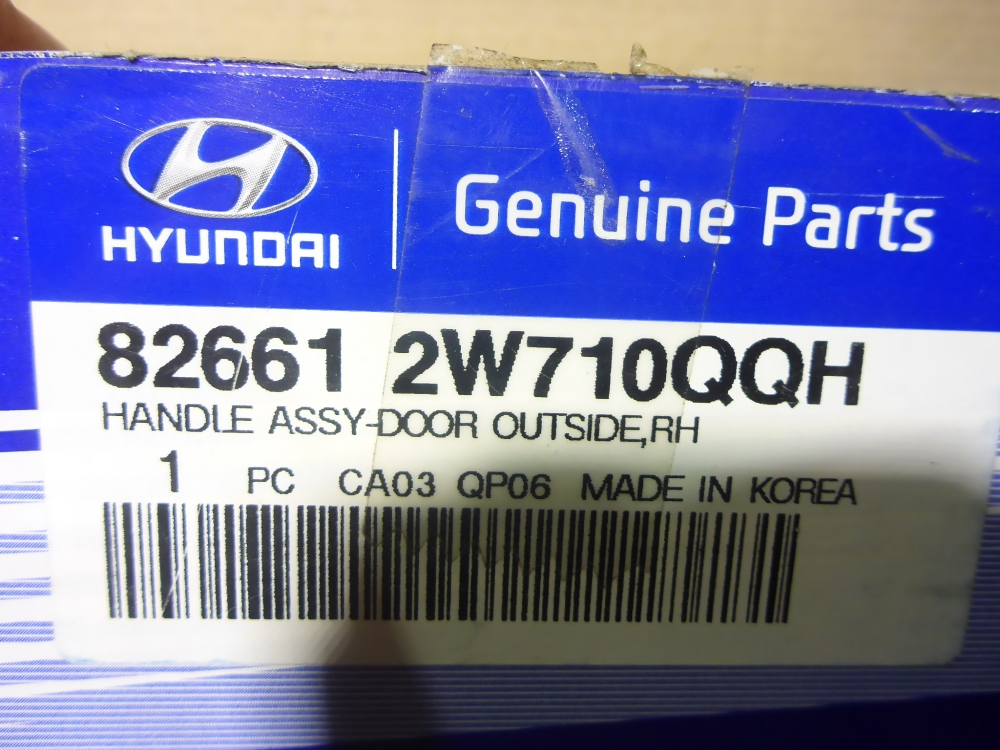 HYUNDAI
Genuine Parts
82661 2W710QQH
HANDLE ASSY-DOOR OUTSIDE,RH
1 PC CA03 QP06 MADE IN KOREA